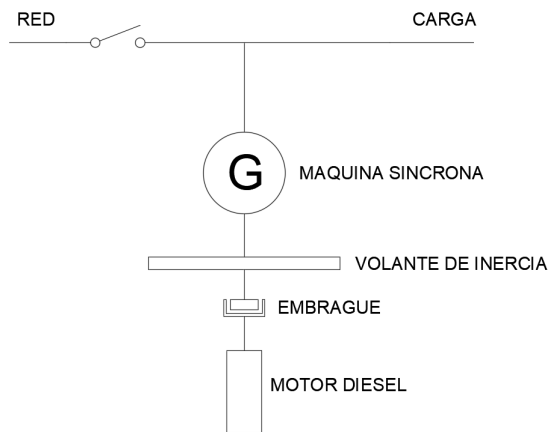 RED
CARGA
G
MAQUINA SINCRONA
VOLANTE DE INERCIA
EMBRAGUE
MOTOR DIESEL